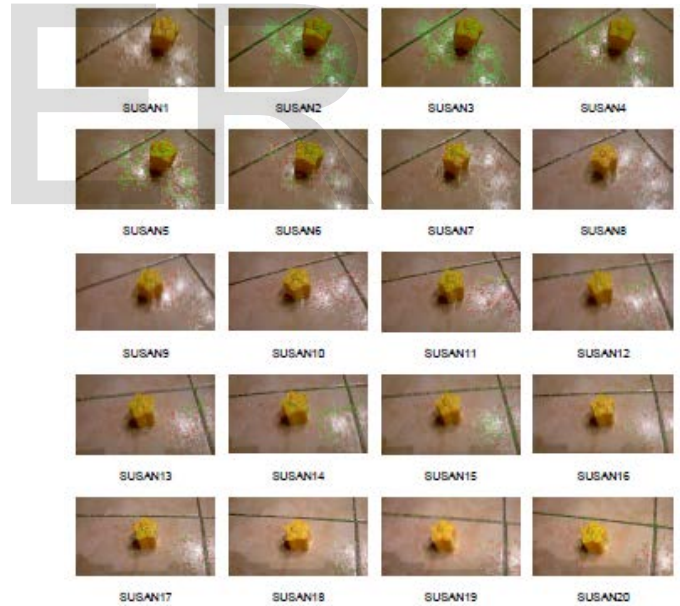 SUSAN1 SUSAN2 SUSAN3 SUSAN4
SUSAN5 SUSAN6 SUSAN7 SUSAN8
SUSAN9 SUSAN10 SUSAN11 SUSAN12
SUSAN13 SUSAN14 SUSAN15 SUSAN16
SUSAN17 SUSAN18 SUSAN19 SUSAN20
ER